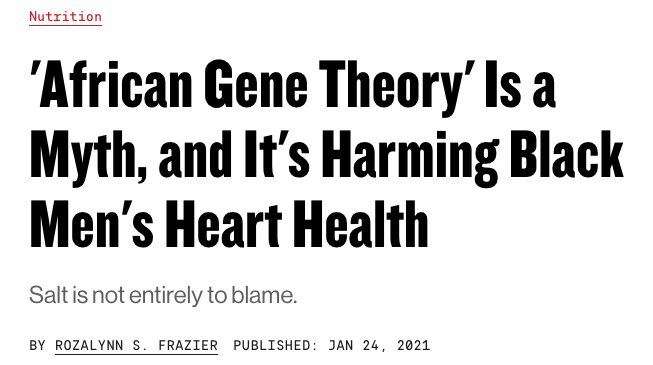 Nutrition
'African Gene Theory' Is a
Myth, and It's Harming Black
Men's Heart Health
Salt is not entirely to blame.
BY ROZALYNN S. FRAZIER PUBLISHED: JAN 24, 2021